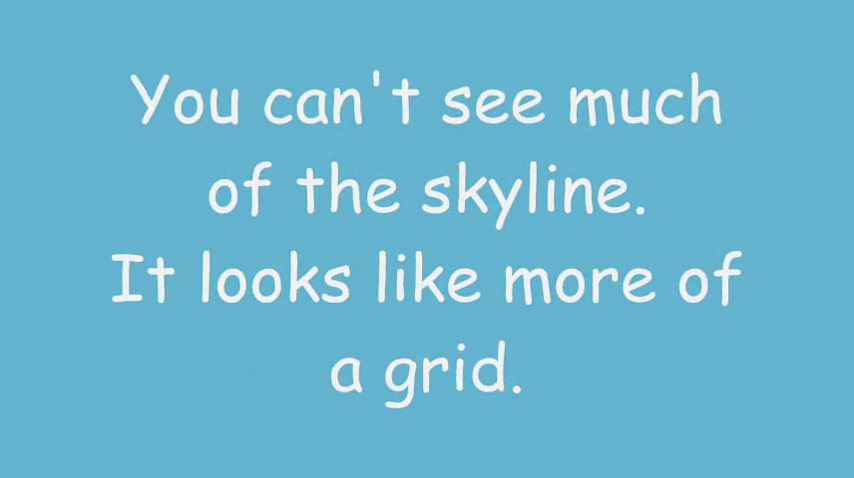 You can't see much
of the skyline.
It looks like more of
a grid.